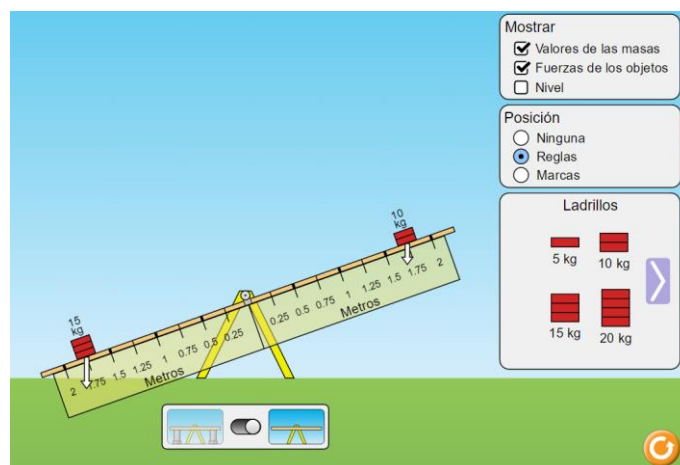 Mostrar
Valores de las masas
Fuerzas de los objetos
Nivel
Posición
Ninguna
Reglas
Marcas
Ladrillos
5 kg
10 kg
15 kg
20 kg
10
kg
15
kg
2 1.75 1.5 1.25 1 0.75 0.5 0.25
Metros
0.25 0.5 0.75 1 1.25 1.5 1.75 2
Metros